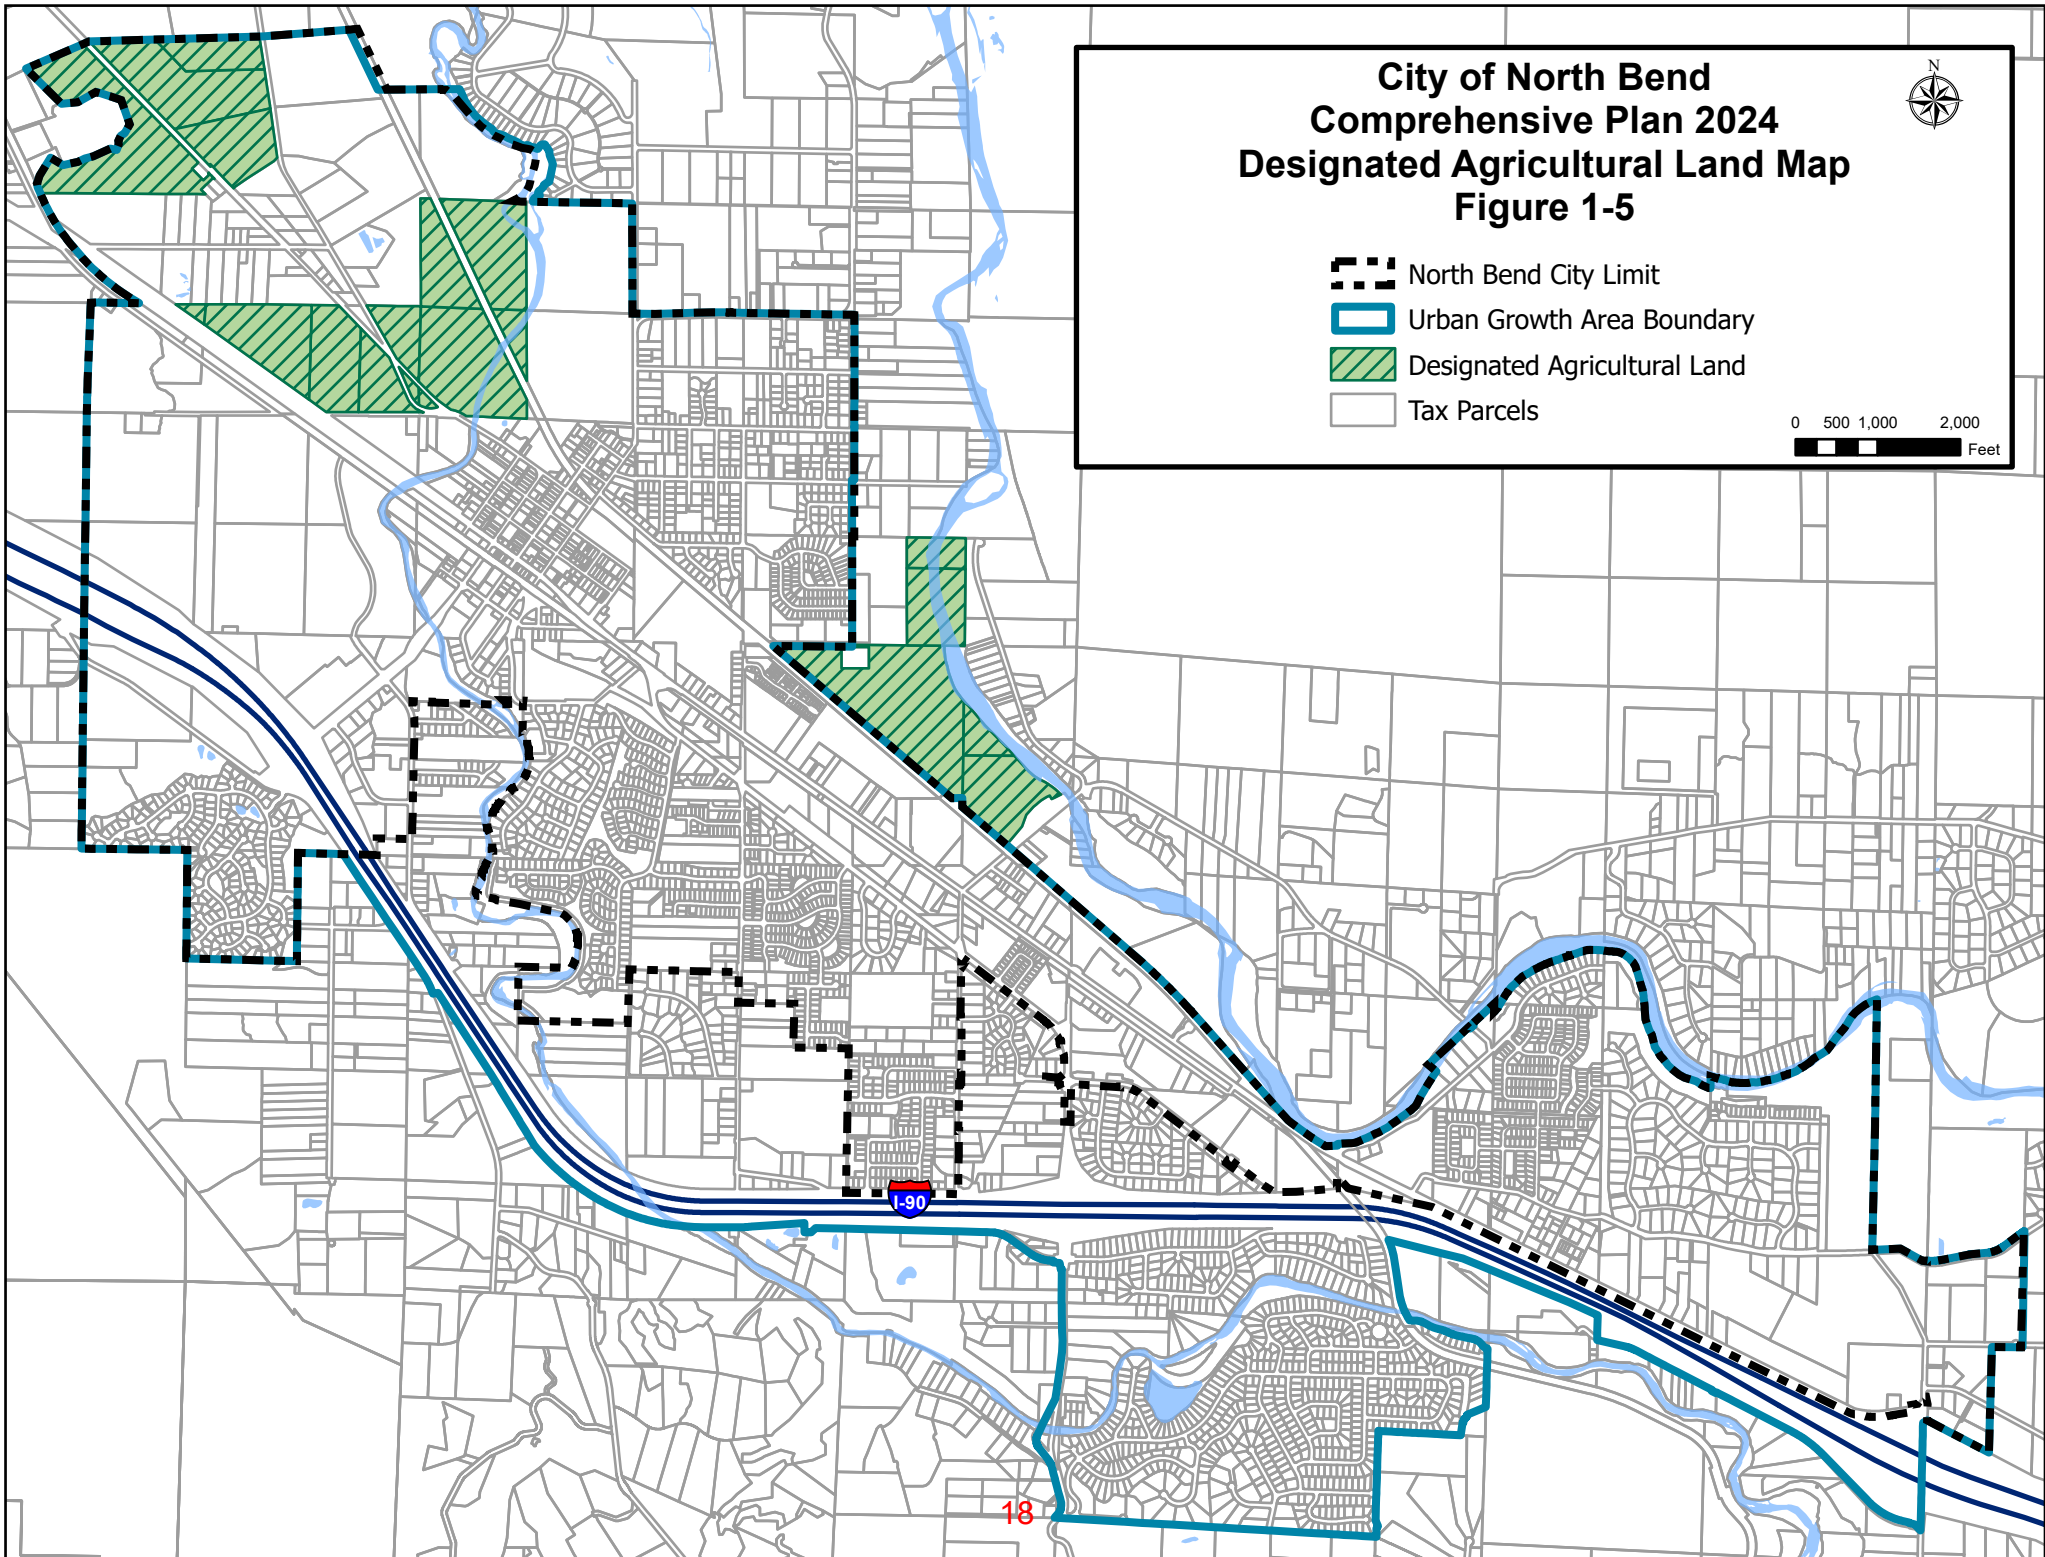 City of North Bend
Comprehensive Plan 2024
Designated Agricultural Land Map
Figure 1-5
N
North Bend City Limit
Urban Growth Area Boundary
Designated Agricultural Land
Tax Parcels
0 500 1,000 2,000
Feet
I-90
18